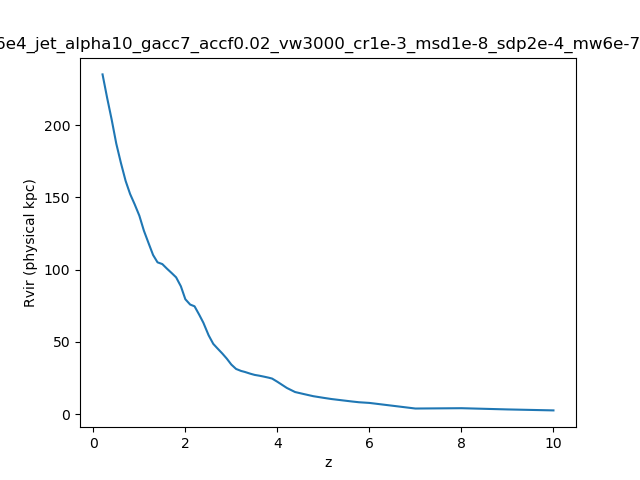 6e4_jet_alpha10_gacc7_accf0.02_vw3000_cr1e-3_msd1e-8_sdp2e-4_mw6e-7
Rvir (physical kpc)
200
150
100
50
0
0 2 4 6 8 10
z